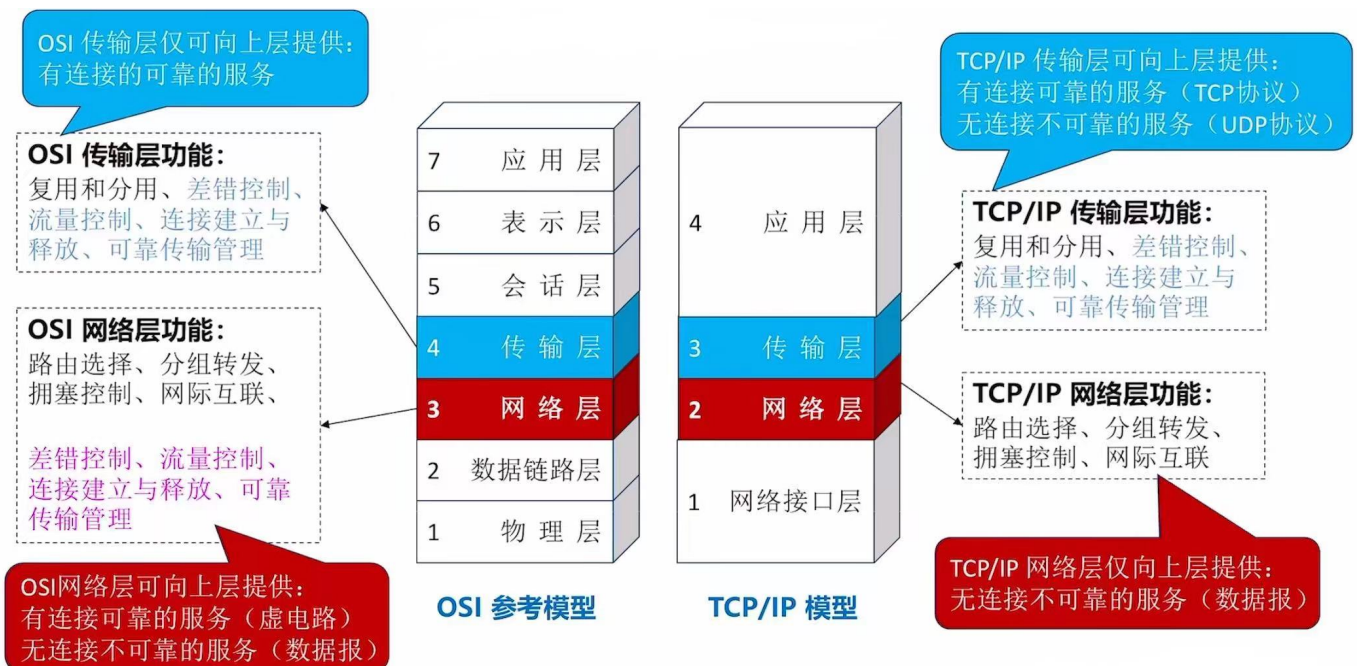 OSI 传输层仅可向上层提供：
有连接的可靠的服务
OSI 传输层功能：
复用和分用、差错控制、
流量控制、连接建立与
释放、可靠传输管理
OSI 网络层功能：
路由选择、分组转发、
拥塞控制、网际互联、
差错控制、流量控制、
连接建立与释放、可靠
传输管理
OSI网络层可向上层提供：
有连接可靠的服务（虚电路）
无连接不可靠的服务（数据报）
7 应用层
6 表示层
5 会话层
4 传输层
3 网络层
2 数据链路层
1 物理层
OSI 参考模型
4 应用层
3 传输层
2 网络层
1 网络接口层
TCP/IP 模型
TCP/IP 传输层可向上层提供：
有连接可靠的服务（TCP协议）
无连接不可靠的服务（UDP协议）
TCP/IP 传输层功能：
复用和分用、差错控制、
流量控制、连接建立与
释放、可靠传输管理
TCP/IP 网络层功能：
路由选择、分组转发、
拥塞控制、网际互联
TCP/IP 网络层仅向上层提供：
无连接不可靠的服务（数据报）